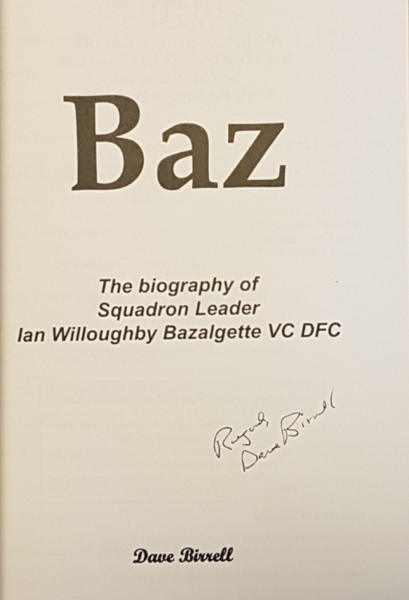 Baz
The biography of
Squadron Leader
Ian Willoughby Bazalgette VC DFC
Regards,
Dave Birrell
Dave Birrell